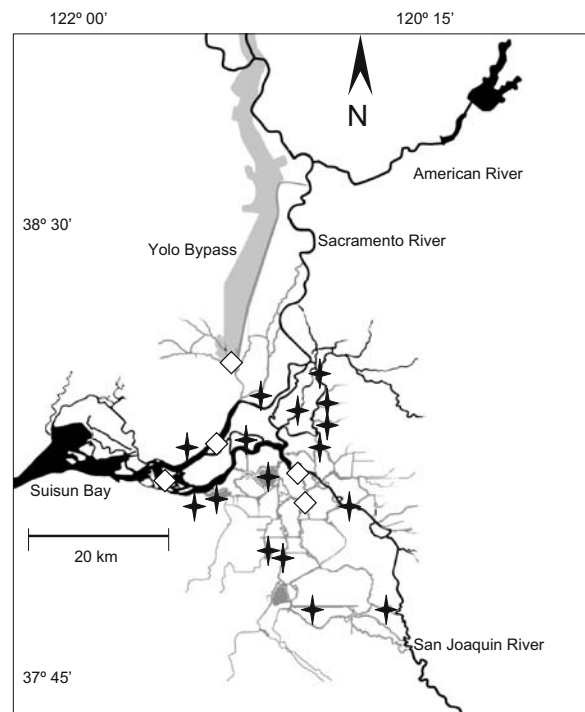 122º 00’
120º 15’
N
American River
38º 30’
Sacramento River
Yolo Bypass
Suisun Bay
20 km
San Joaquin River
37º 45’